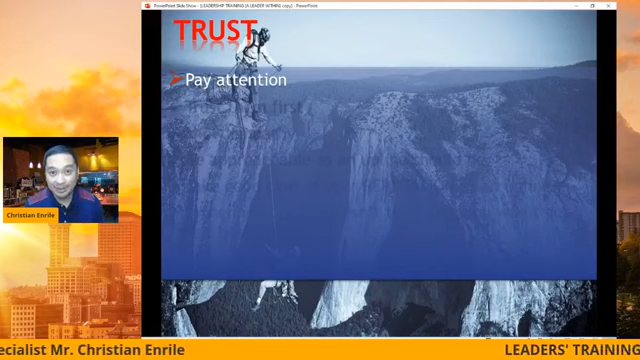 PowerPoint Slide Show - [LEADERSHIP TRAINING (A LEADER WITHIN) copy] - PowerPoint
TRUST
Pay attention
first
Christian Enrile
ecialist Mr. Christian Enrile
LEADERS' TRAINING